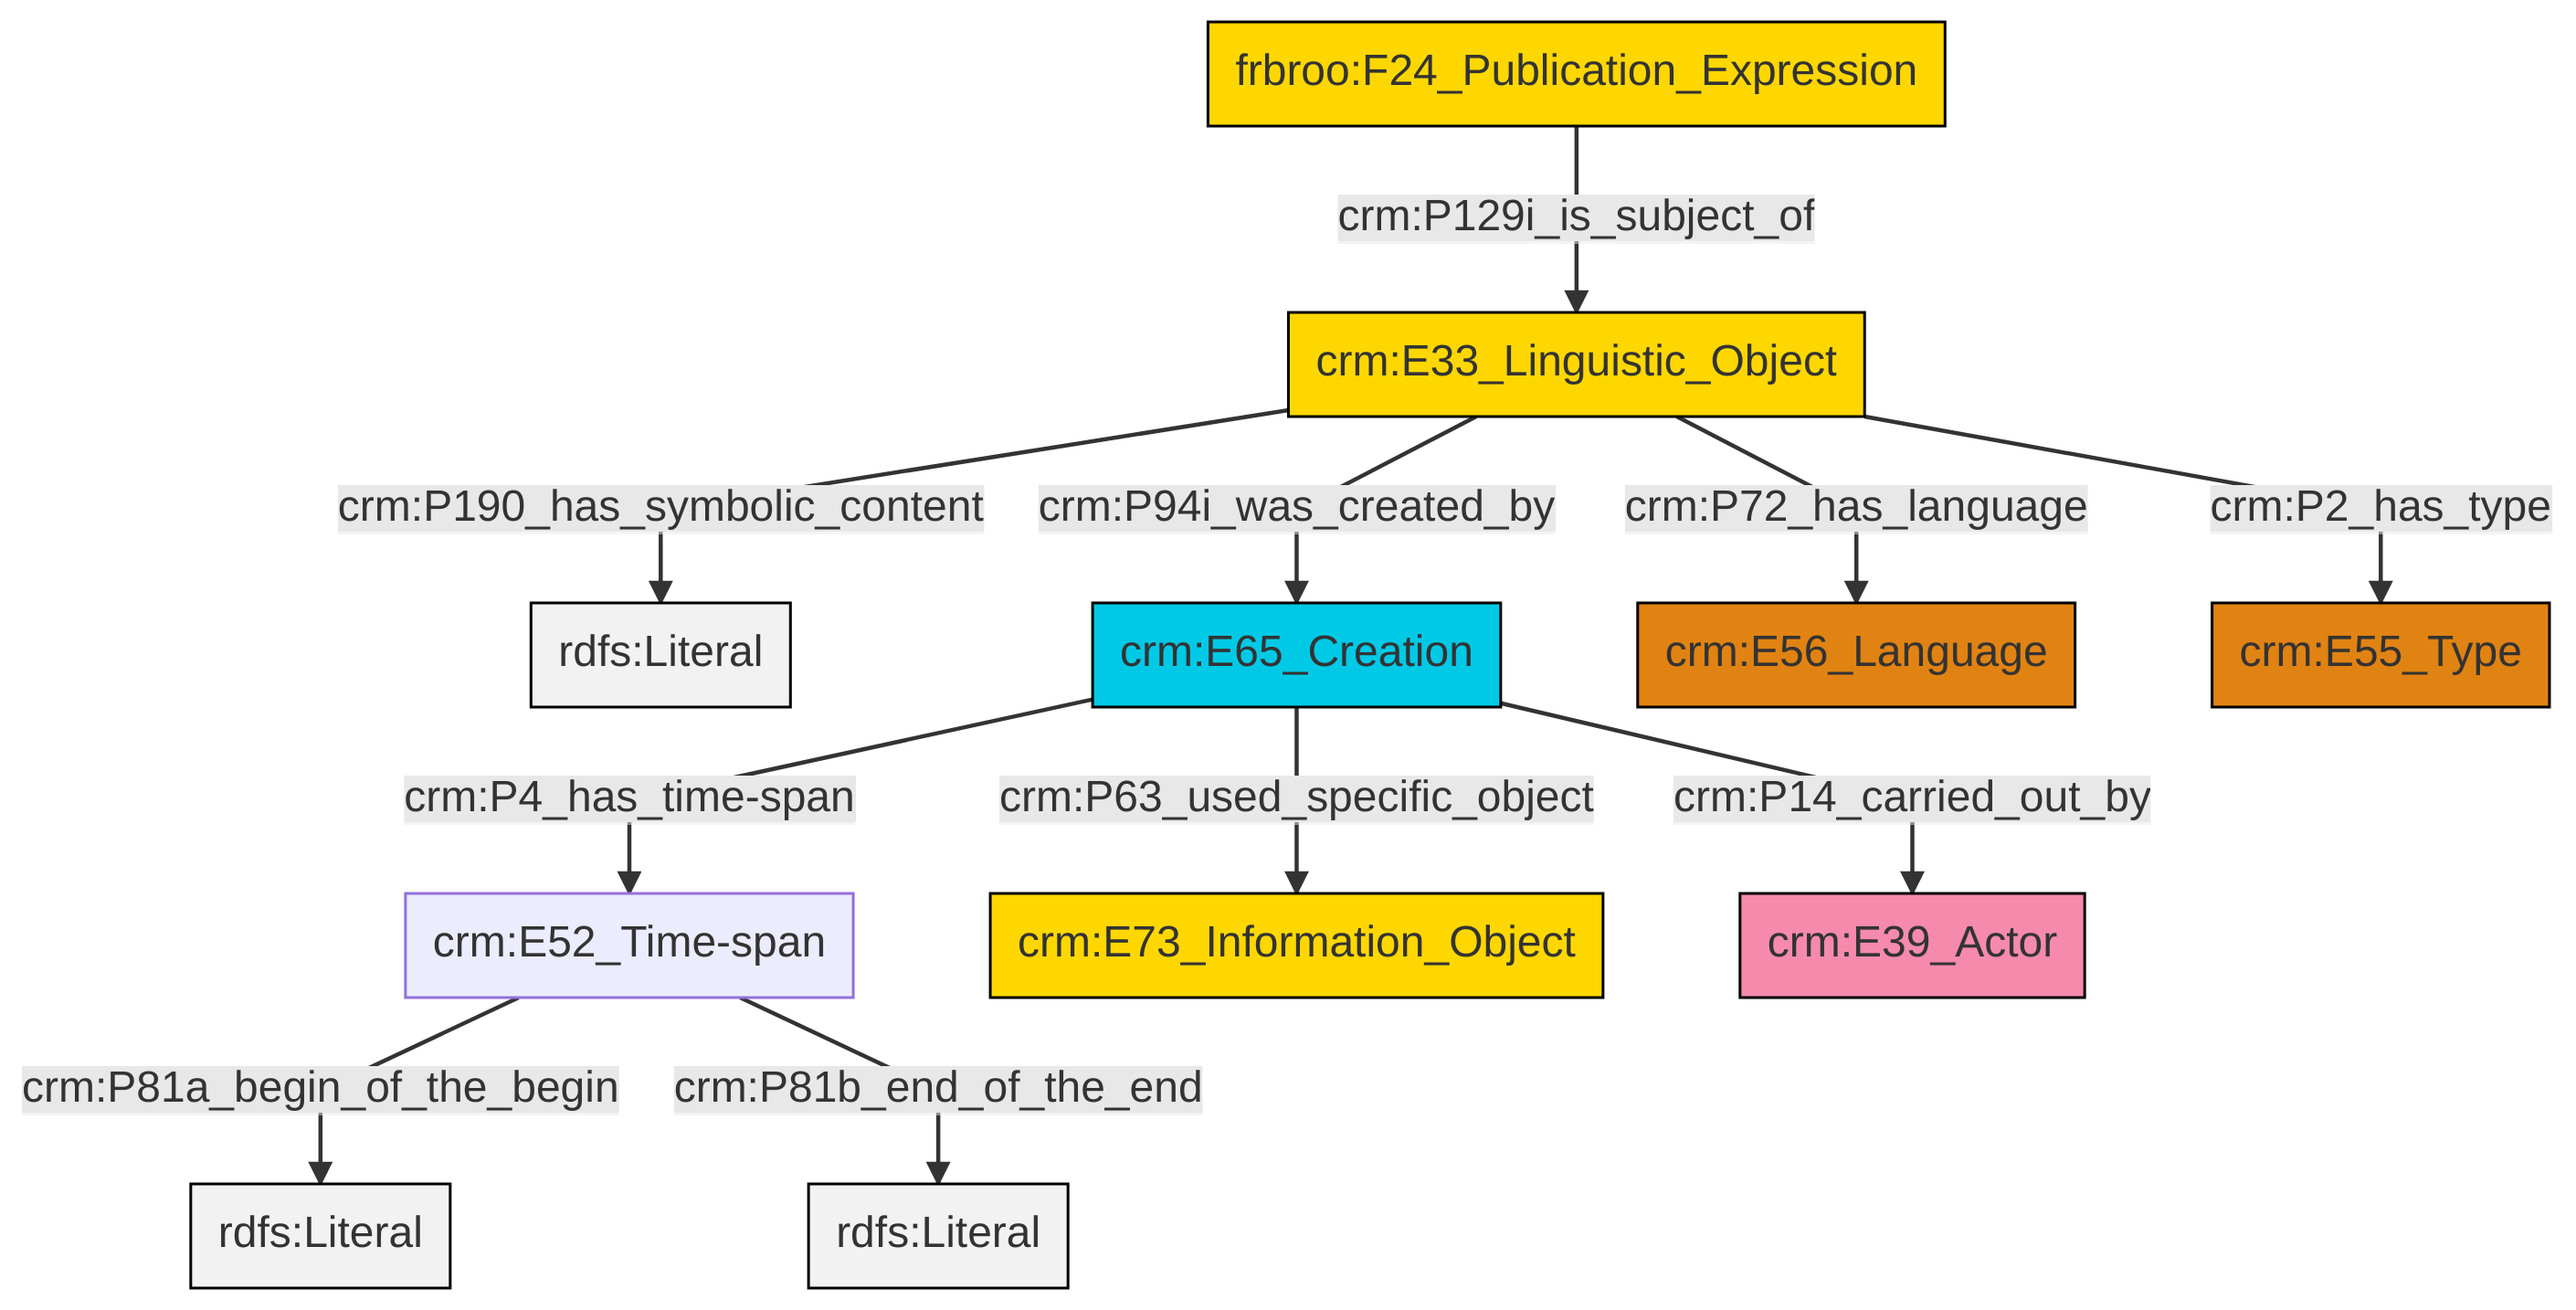 frbroo:F24_Publication_Expression
crm:P129i_is_subject_of
crm:E33_Linguistic_Object
crm:P190_has_symbolic_content
crm:P94i_was_created_by
crm:P72_has_language
crm:P2_has_type
rdfs:Literal
crm:E65_Creation
crm:E56_Language
crm:E55_Type
crm:P4_has_time-span
crm:P63_used_specific_object
crm:P14_carried_out_by
crm:E52_Time-span
crm:E73_Information_Object
crm:E39_Actor
crm:P81a_begin_of_the_begin
crm:P81b_end_of_the_end
rdfs:Literal
rdfs:Literal